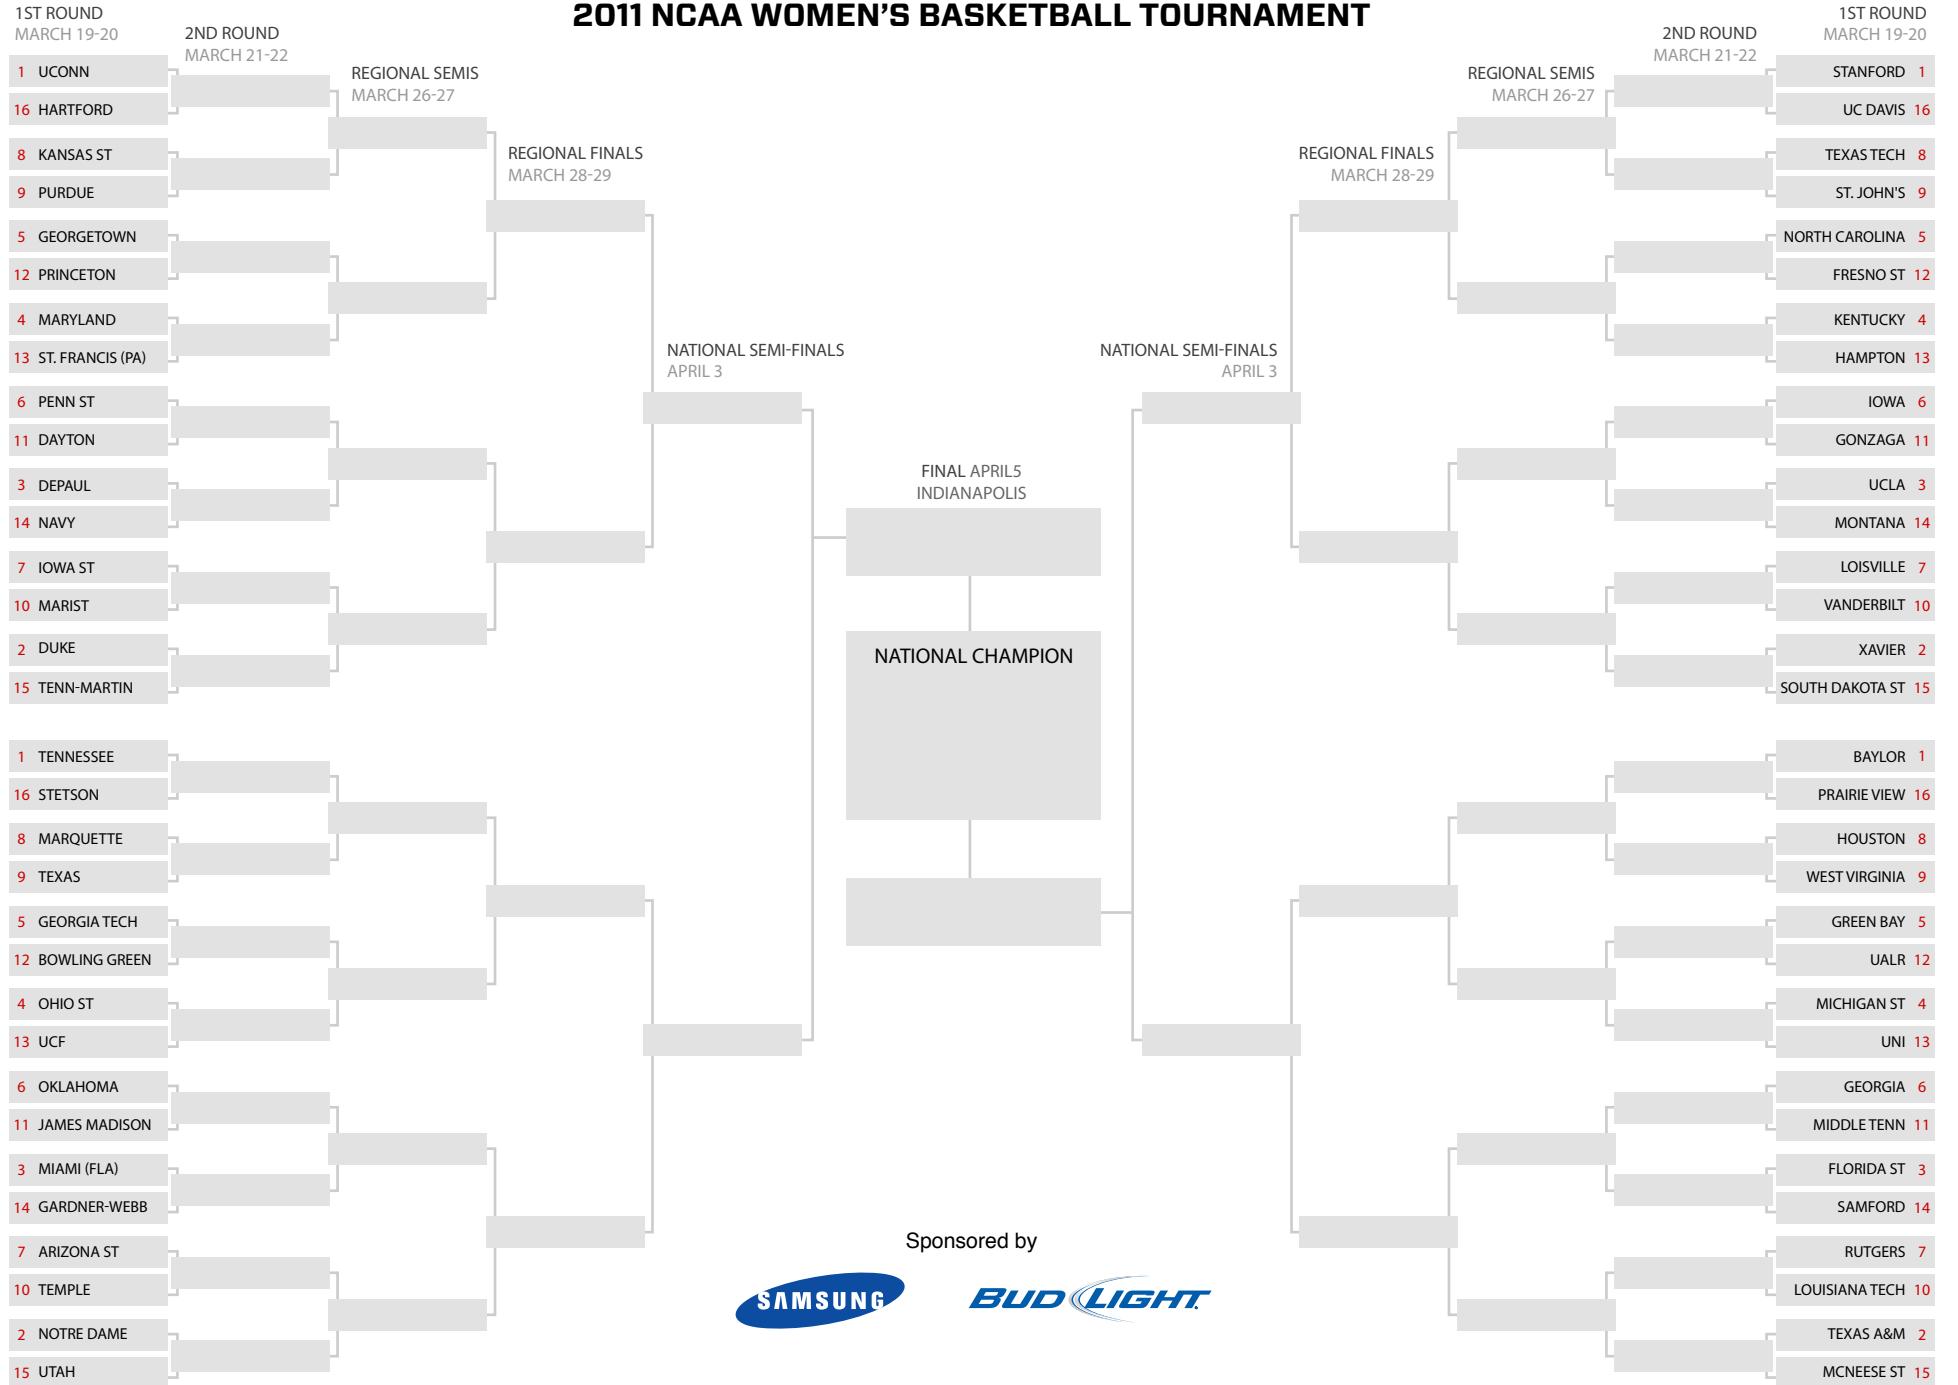 2011 NCAA WOMEN'S BASKETBALL TOURNAMENT
1ST ROUND
MARCH 19-20
2ND ROUND
MARCH 21-22
REGIONAL SEMIS
MARCH 26-27
REGIONAL FINALS
MARCH 28-29
NATIONAL SEMI-FINALS
APRIL 3
1 UCONN
16 HARTFORD
8 KANSAS ST
9 PURDUE
5 GEORGETOWN
12 PRINCETON
4 MARYLAND
13 ST. FRANCIS (PA)
6 PENN ST
11 DAYTON
3 DEPAUL
14 NAVY
7 IOWA ST
10 MARIST
2 DUKE
15 TENN-MARTIN
1 TENNESSEE
16 STETSON
8 MARQUETTE
9 TEXAS
5 GEORGIA TECH
12 BOWLING GREEN
4 OHIO ST
13 UCF
6 OKLAHOMA
11 JAMES MADISON
3 MIAMI (FLA)
14 GARDNER-WEBB
7 ARIZONA ST
10 TEMPLE
2 NOTRE DAME
15 UTAH
FINAL APRIL5
INDIANAPOLIS
NATIONAL CHAMPION
Sponsored by
SAMSUNG
BUD LIGHT
1ST ROUND
MARCH 19-20
2ND ROUND
MARCH 21-22
REGIONAL SEMIS
MARCH 26-27
REGIONAL FINALS
MARCH 28-29
NATIONAL SEMI-FINALS
APRIL 3
STANFORD 1
UC DAVIS 16
TEXAS TECH 8
ST. JOHN'S 9
NORTH CAROLINA 5
FRESNO ST 12
KENTUCKY 4
HAMPTON 13
IOWA 6
GONZAGA 11
UCLA 3
MONTANA 14
LOISVILLE 7
VANDERBILT 10
XAVIER 2
SOUTH DAKOTA ST 15
BAYLOR 1
PRAIRIE VIEW 16
HOUSTON 8
WEST VIRGINIA 9
GREEN BAY 5
UALR 12
MICHIGAN ST 4
UNI 13
GEORGIA 6
MIDDLE TENN 11
FLORIDA ST 3
SAMFORD 14
RUTGERS 7
LOUISIANA TECH 10
TEXAS A&M 2
MCNEESE ST 15